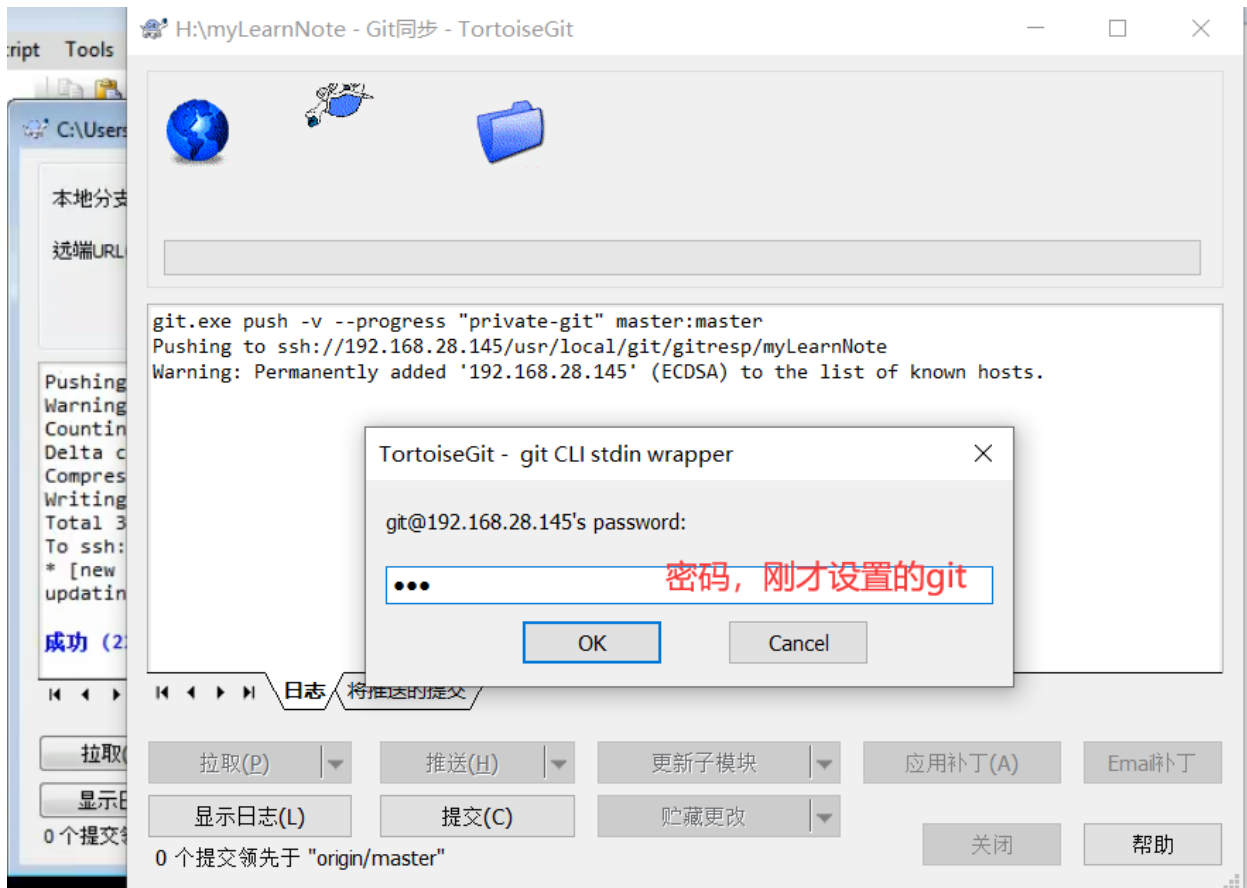 H:\myLearnNote - Git同步 - TortoiseGit
Tools
C:\Users
本地分支
远端URL
git.exe push -v --progress "private-git" master:master
Pushing to ssh://192.168.28.145/usr/local/git/gitresp/myLearnNote
Warning: Permanently added '192.168.28.145' (ECDSA) to the list of known hosts.
Pushing
Warning
Countin
Delta c
Compres
Writing
Total 3
To ssh:
* [new
updatin
成功
TortoiseGit - git CLI stdin wrapper
git@192.168.28.145's password:
密码，刚才设置的git
OK
Cancel
日志
将推送的提交
拉取(
显示
0 个提交
拉取(P)
推送(H)
更新子模块
应用补丁(A)
Email补丁
显示日志(L)
提交(C)
贮藏更改
关闭
帮助
0 个提交领先于 "origin/master"